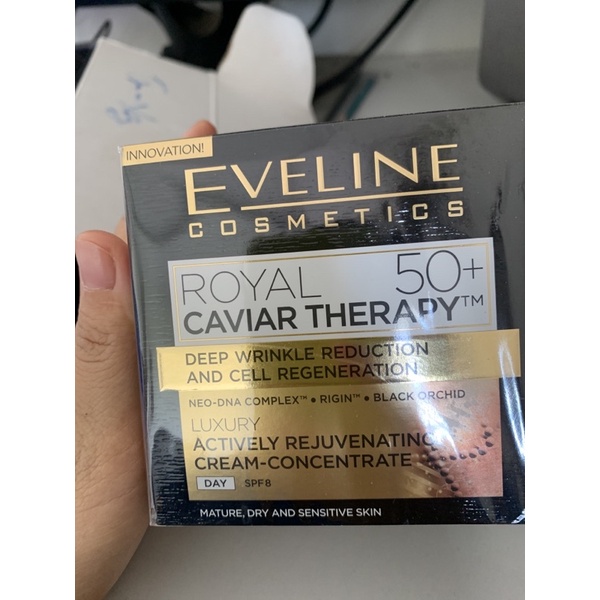 INNOVATION!
EVELINE
COSMETICS
ROYAL 50+
CAVIAR THERAPY™
DEEP WRINKLE REDUCTION
AND CELL REGENERATION
NEO-DNA COMPLEX™ • RIGIN™ • BLACK ORCHID
LUXURY
ACTIVELY REJUVENATING
CREAM-CONCENTRATE
DAY SPF8
MATURE, DRY AND SENSITIVE SKIN